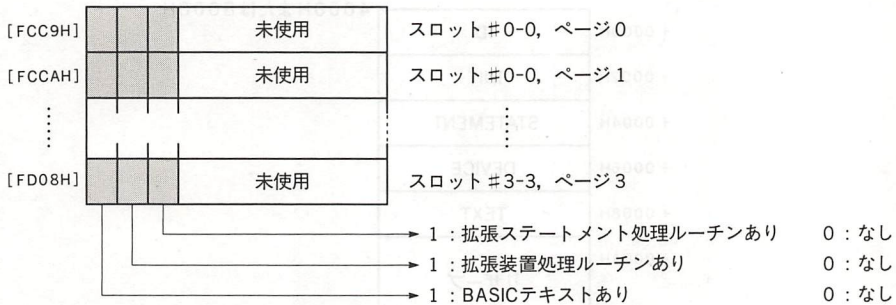 [FCC9H] 未使用 スロット#0-0, ページ0
[FCCAH] 未使用 スロット#0-0, ページ1
[FD08H] 未使用 スロット#3-3, ページ3
1：拡張ステートメント処理ルーチンあり 0：なし
1：拡張装置処理ルーチンあり 0：なし
1：BASICテキストあり 0：なし